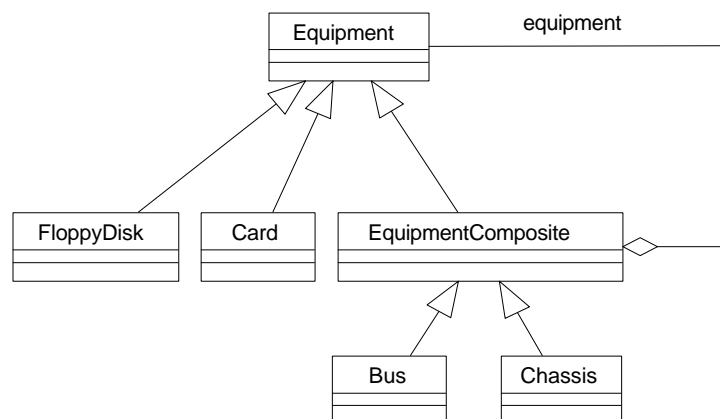 Equipment
equipment
FloppyDisk
Card
EquipmentComposite
Bus
Chassis